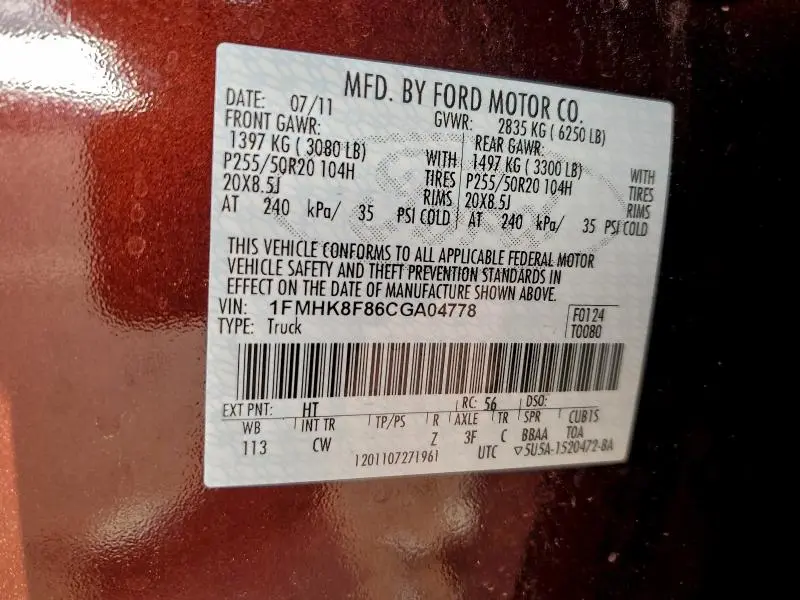 MFD. BY FORD MOTOR CO.
DATE: 07/11 GVWR: 2835 KG ( 6250 LB)
FRONT GAWR: REAR GAWR:
1397 KG ( 3080 LB) WITH 1497 KG ( 3300 LB) WITH
P255/50R20 104H TIRES P255/50R20 104H TIRES
20X8.5J RIMS 20X8.5J RIMS
AT 240 kPa/ 35 PSI COLD AT 240 kPa/ 35 PSI COLD
THIS VEHICLE CONFORMS TO ALL APPLICABLE FEDERAL MOTOR
VEHICLE SAFETY AND THEFT PREVENTION STANDARDS IN
EFFECT ON THE DATE OF MANUFACTURE SHOWN ABOVE.
VIN: 1FMHK8F86CGA04778 F0124
TYPE: Truck T0080
EXT PNT: HT RC: 56 DSO:
WB INT TR TP/PS R AXLE TR SPR CUB1S
113 CW Z 3F C BBAA TOA
1201107271961 UTC ▽5U5A-1520472-BA